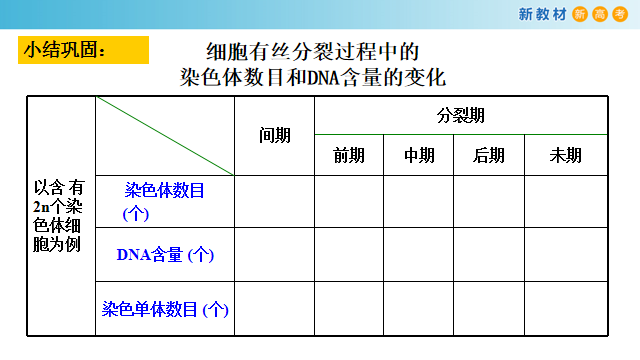 新教材 新 高 考
小结巩固：
细胞有丝分裂过程中的
染色体数目和DNA含量的变化
间期
分裂期
前期
中期
后期
未期
以含 有
2n个染
色体细
胞为例
染色体数目
(个)
DNA含量 (个)
染色单体数目 (个)